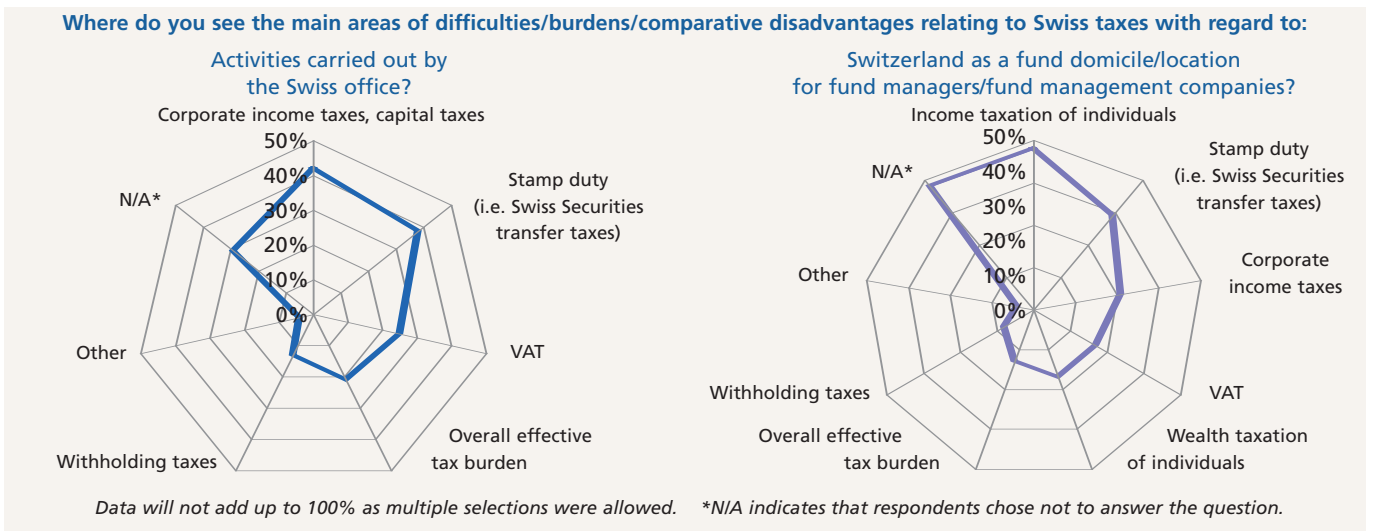 Where do you see the main areas of difficulties/burdens/comparative disadvantages relating to Swiss taxes with regard to:
Activities carried out by
the Swiss office?
Corporate income taxes, capital taxes
50%
40%
30%
20%
10%
0%
N/A*
Stamp duty
(i.e. Swiss Securities
transfer taxes)
Other
VAT
Overall effective
tax burden
Withholding taxes
Switzerland as a fund domicile/location
for fund managers/fund management companies?
Income taxation of individuals
50%
40%
30%
20%
10%
0%
N/A*
Stamp duty
(i.e. Swiss Securities
transfer taxes)
Other
Corporate
income taxes
Withholding taxes
VAT
Overall effective
tax burden
Wealth taxation
of individuals
Data will not add up to 100% as multiple selections were allowed. *N/A indicates that respondents chose not to answer the question.